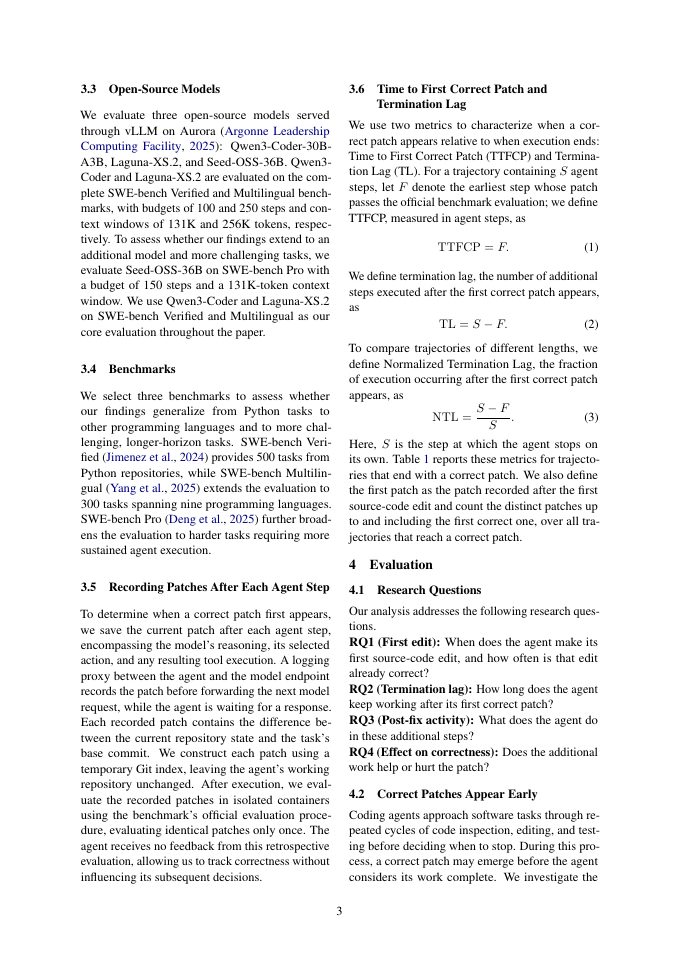 3.3 Open-Source Models
We evaluate three open-source models served
through vLLM on Aurora (Argonne Leadership
Computing Facility, 2025): Qwen3-Coder-30B-
A3B, Laguna-XS.2, and Seed-OSS-36B. Qwen3-
Coder and Laguna-XS.2 are evaluated on the com-
plete SWE-bench Verified and Multilingual bench-
marks, with budgets of 100 and 250 steps and con-
text windows of 131K and 256K tokens, respec-
tively. To assess whether our findings extend to an
additional model and more challenging tasks, we
evaluate Seed-OSS-36B on SWE-bench Pro with
a budget of 150 steps and a 131K-token context
window. We use Qwen3-Coder and Laguna-XS.2
on SWE-bench Verified and Multilingual as our
core evaluation throughout the paper.
3.4 Benchmarks
We select three benchmarks to assess whether
our findings generalize from Python tasks to
other programming languages and to more chal-
lenging, longer-horizon tasks. SWE-bench Veri-
fied (Jimenez et al., 2024) provides 500 tasks from
Python repositories, while SWE-bench Multilin-
gual (Yang et al., 2025) extends the evaluation to
300 tasks spanning nine programming languages.
SWE-bench Pro (Deng et al., 2025) further broad-
ens the evaluation to harder tasks requiring more
sustained agent execution.
3.5 Recording Patches After Each Agent Step
To determine when a correct patch first appears,
we save the current patch after each agent step,
encompassing the model's reasoning, its selected
action, and any resulting tool execution. A logging
proxy between the agent and the model endpoint
records the patch before forwarding the next model
request, while the agent is waiting for a response.
Each recorded patch contains the difference be-
tween the current repository state and the task's
base commit. We construct each patch using a
temporary Git index, leaving the agent's working
repository unchanged. After execution, we eval-
uate the recorded patches in isolated containers
using the benchmark's official evaluation proce-
dure, evaluating identical patches only once. The
agent receives no feedback from this retrospective
evaluation, allowing us to track correctness without
influencing its subsequent decisions.
3.6 Time to First Correct Patch and
Termination Lag
We use two metrics to characterize when a cor-
rect patch appears relative to when execution ends:
Time to First Correct Patch (TTFCP) and Termina-
tion Lag (TL). For a trajectory containing S agent
steps, let F denote the earliest step whose patch
passes the official benchmark evaluation; we define
TTFCP, measured in agent steps, as
TTFCP = F. (1)
We define termination lag, the number of additional
steps executed after the first correct patch appears,
as
TL = S − F. (2)
To compare trajectories of different lengths, we
define Normalized Termination Lag, the fraction
of execution occurring after the first correct patch
appears, as
NTL = (S − F)/S. (3)
Here, S is the step at which the agent stops on
its own. Table 1 reports these metrics for trajecto-
ries that end with a correct patch. We also define
the first patch as the patch recorded after the first
source-code edit and count the distinct patches up
to and including the first correct one, over all tra-
jectories that reach a correct patch.
4 Evaluation
4.1 Research Questions
Our analysis addresses the following research ques-
tions.
RQ1 (First edit): When does the agent make its
first source-code edit, and how often is that edit
already correct?
RQ2 (Termination lag): How long does the agent
keep working after its first correct patch?
RQ3 (Post-fix activity): What does the agent do
in these additional steps?
RQ4 (Effect on correctness): Does the additional
work help or hurt the patch?
4.2 Correct Patches Appear Early
Coding agents approach software tasks through re-
peated cycles of code inspection, editing, and test-
ing before deciding when to stop. During this pro-
cess, a correct patch may emerge before the agent
considers its work complete. We investigate the
3